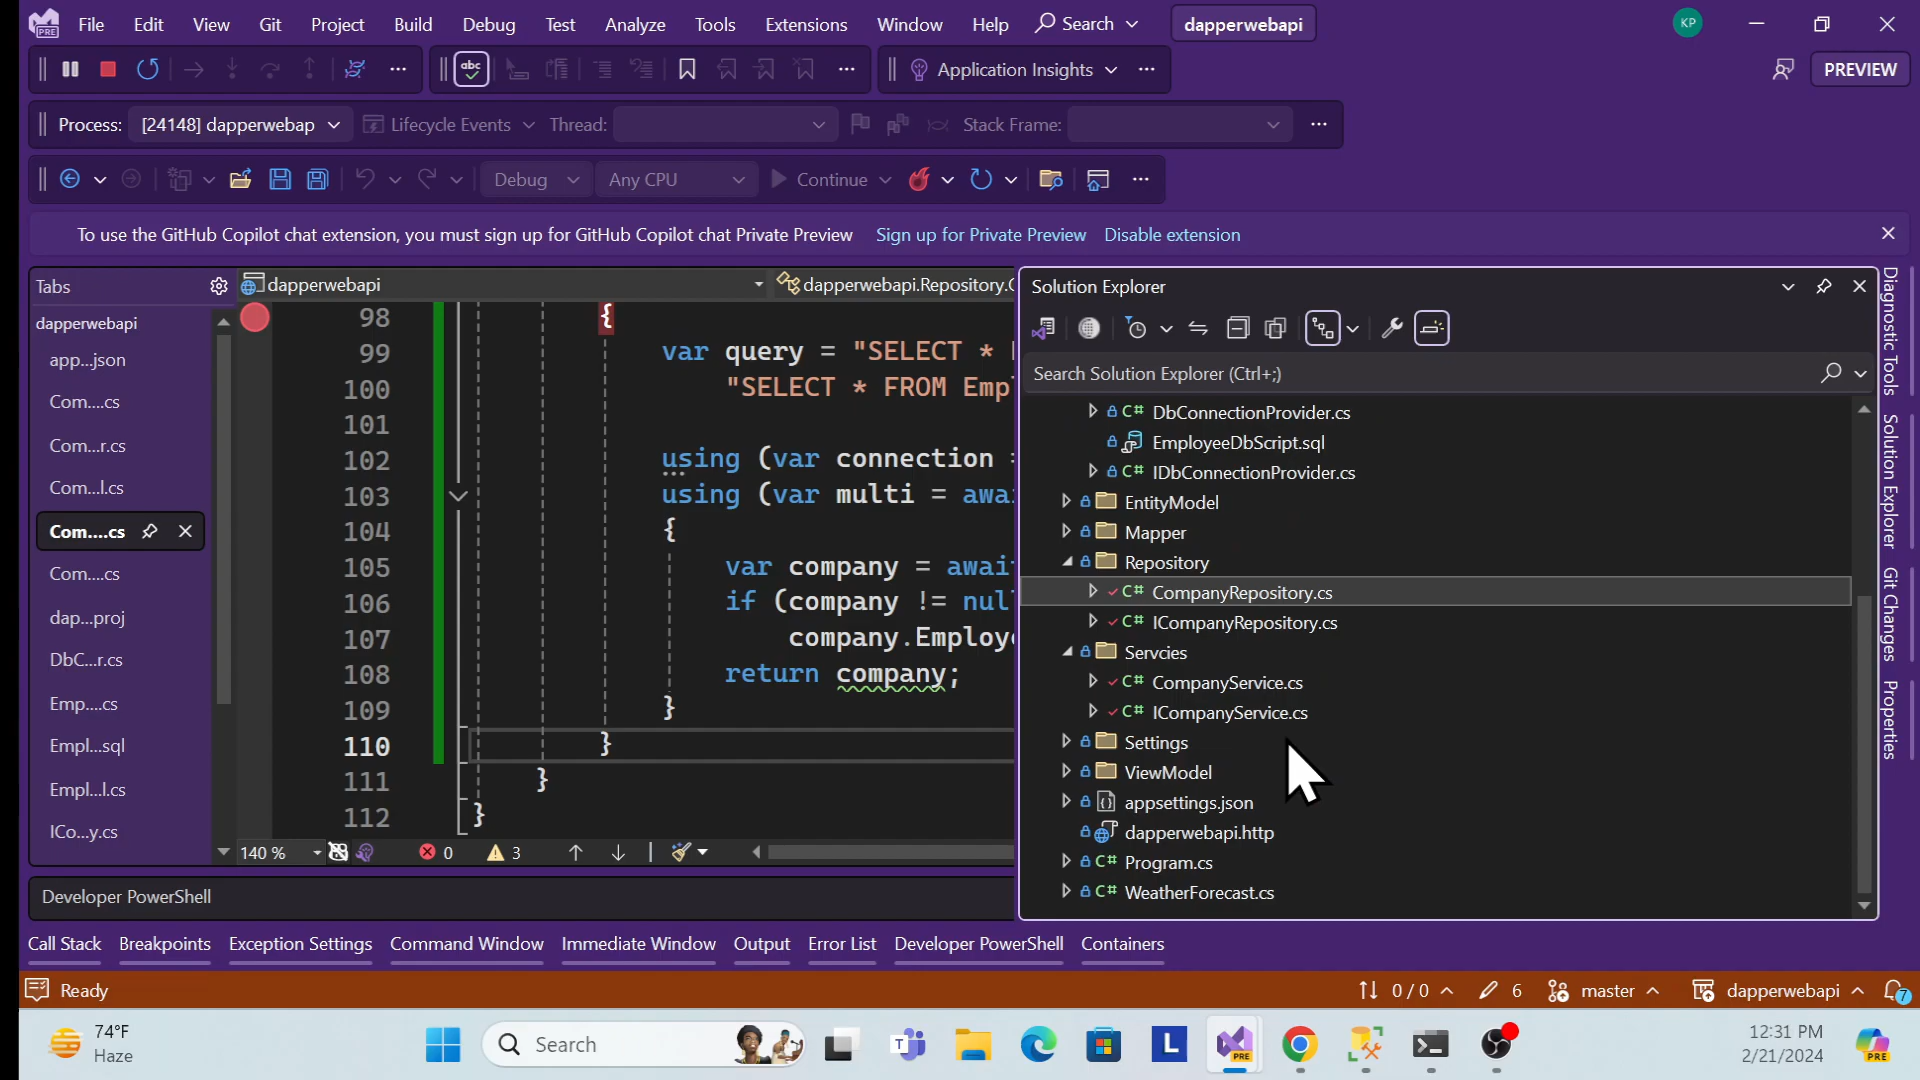 PRE File Edit View Git Project Build Debug Test Analyze Tools Extensions Window Help Search dapperwebapi KP
abc Application Insights PREVIEW
Process: [24148] dapperwebap Lifecycle Events Thread: Stack Frame:
Debug Any CPU Continue
To use the GitHub Copilot chat extension, you must sign up for GitHub Copilot chat Private Preview Sign up for Private Preview Disable extension
Tabs
dapperwebapi
app...json
Com....cs
Com...r.cs
Com...l.cs
Com....cs
Com....cs
dap...proj
DbC...r.cs
Emp....cs
Empl...sql
Empl...l.cs
ICo...y.cs
dapperwebapi dapperwebapi.Repository.C
98 {
99 var query = "SELECT *
100 "SELECT * FROM Emp
101
102 using (var connection =
103 using (var multi = awa
104 {
105 var company = await
106 if (company != nul
107 company.Employe
108 return company;
109 }
110 }
111 }
112 }
140 % 0 3
Solution Explorer
Search Solution Explorer (Ctrl+;)
C# DbConnectionProvider.cs
EmployeeDbScript.sql
C# IDbConnectionProvider.cs
EntityModel
Mapper
Repository
C# CompanyRepository.cs
C# ICompanyRepository.cs
Servcies
C# CompanyService.cs
C# ICompanyService.cs
Settings
ViewModel
appsettings.json
dapperwebapi.http
C# Program.cs
C# WeatherForecast.cs
Diagnostic Tools
Solution Explorer
Git Changes
Properties
Developer PowerShell
Call Stack Breakpoints Exception Settings Command Window Immediate Window Output Error List Developer PowerShell Containers
Ready 0 / 0 6 master dapperwebapi 7
74°F
Haze
Search
T
L
PRE
12:31 PM
2/21/2024
PRE